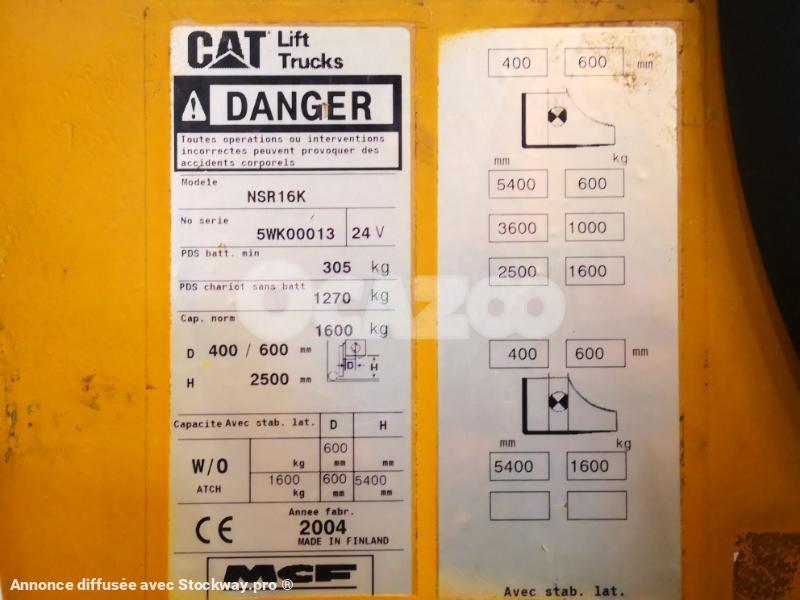 CAT Lift Trucks
DANGER
Toutes operations ou interventions
incorrectes peuvent provoquer des
accidents corporels
Modele
NSR16K
No serie
5WK00013 24 V
PDS batt. min
305 kg
PDS chariot sans batt
1270 kg
Cap. norm
1600 kg
D 400 / 600 mm
H 2500 mm
D H
Capacite Avec stab. lat. D H
600
W/O kg mm mm
ATCH 1600 600 5400
kg mm mm
Annee fabr.
CE 2004
MADE IN FINLAND
MCF
400 600 mm
mm kg
5400 600
3600 1000
2500 1600
400 600 mm
mm kg
5400 1600
Avec stab. lat.
OCAZOO
Annonce diffusée avec Stockway.pro ®